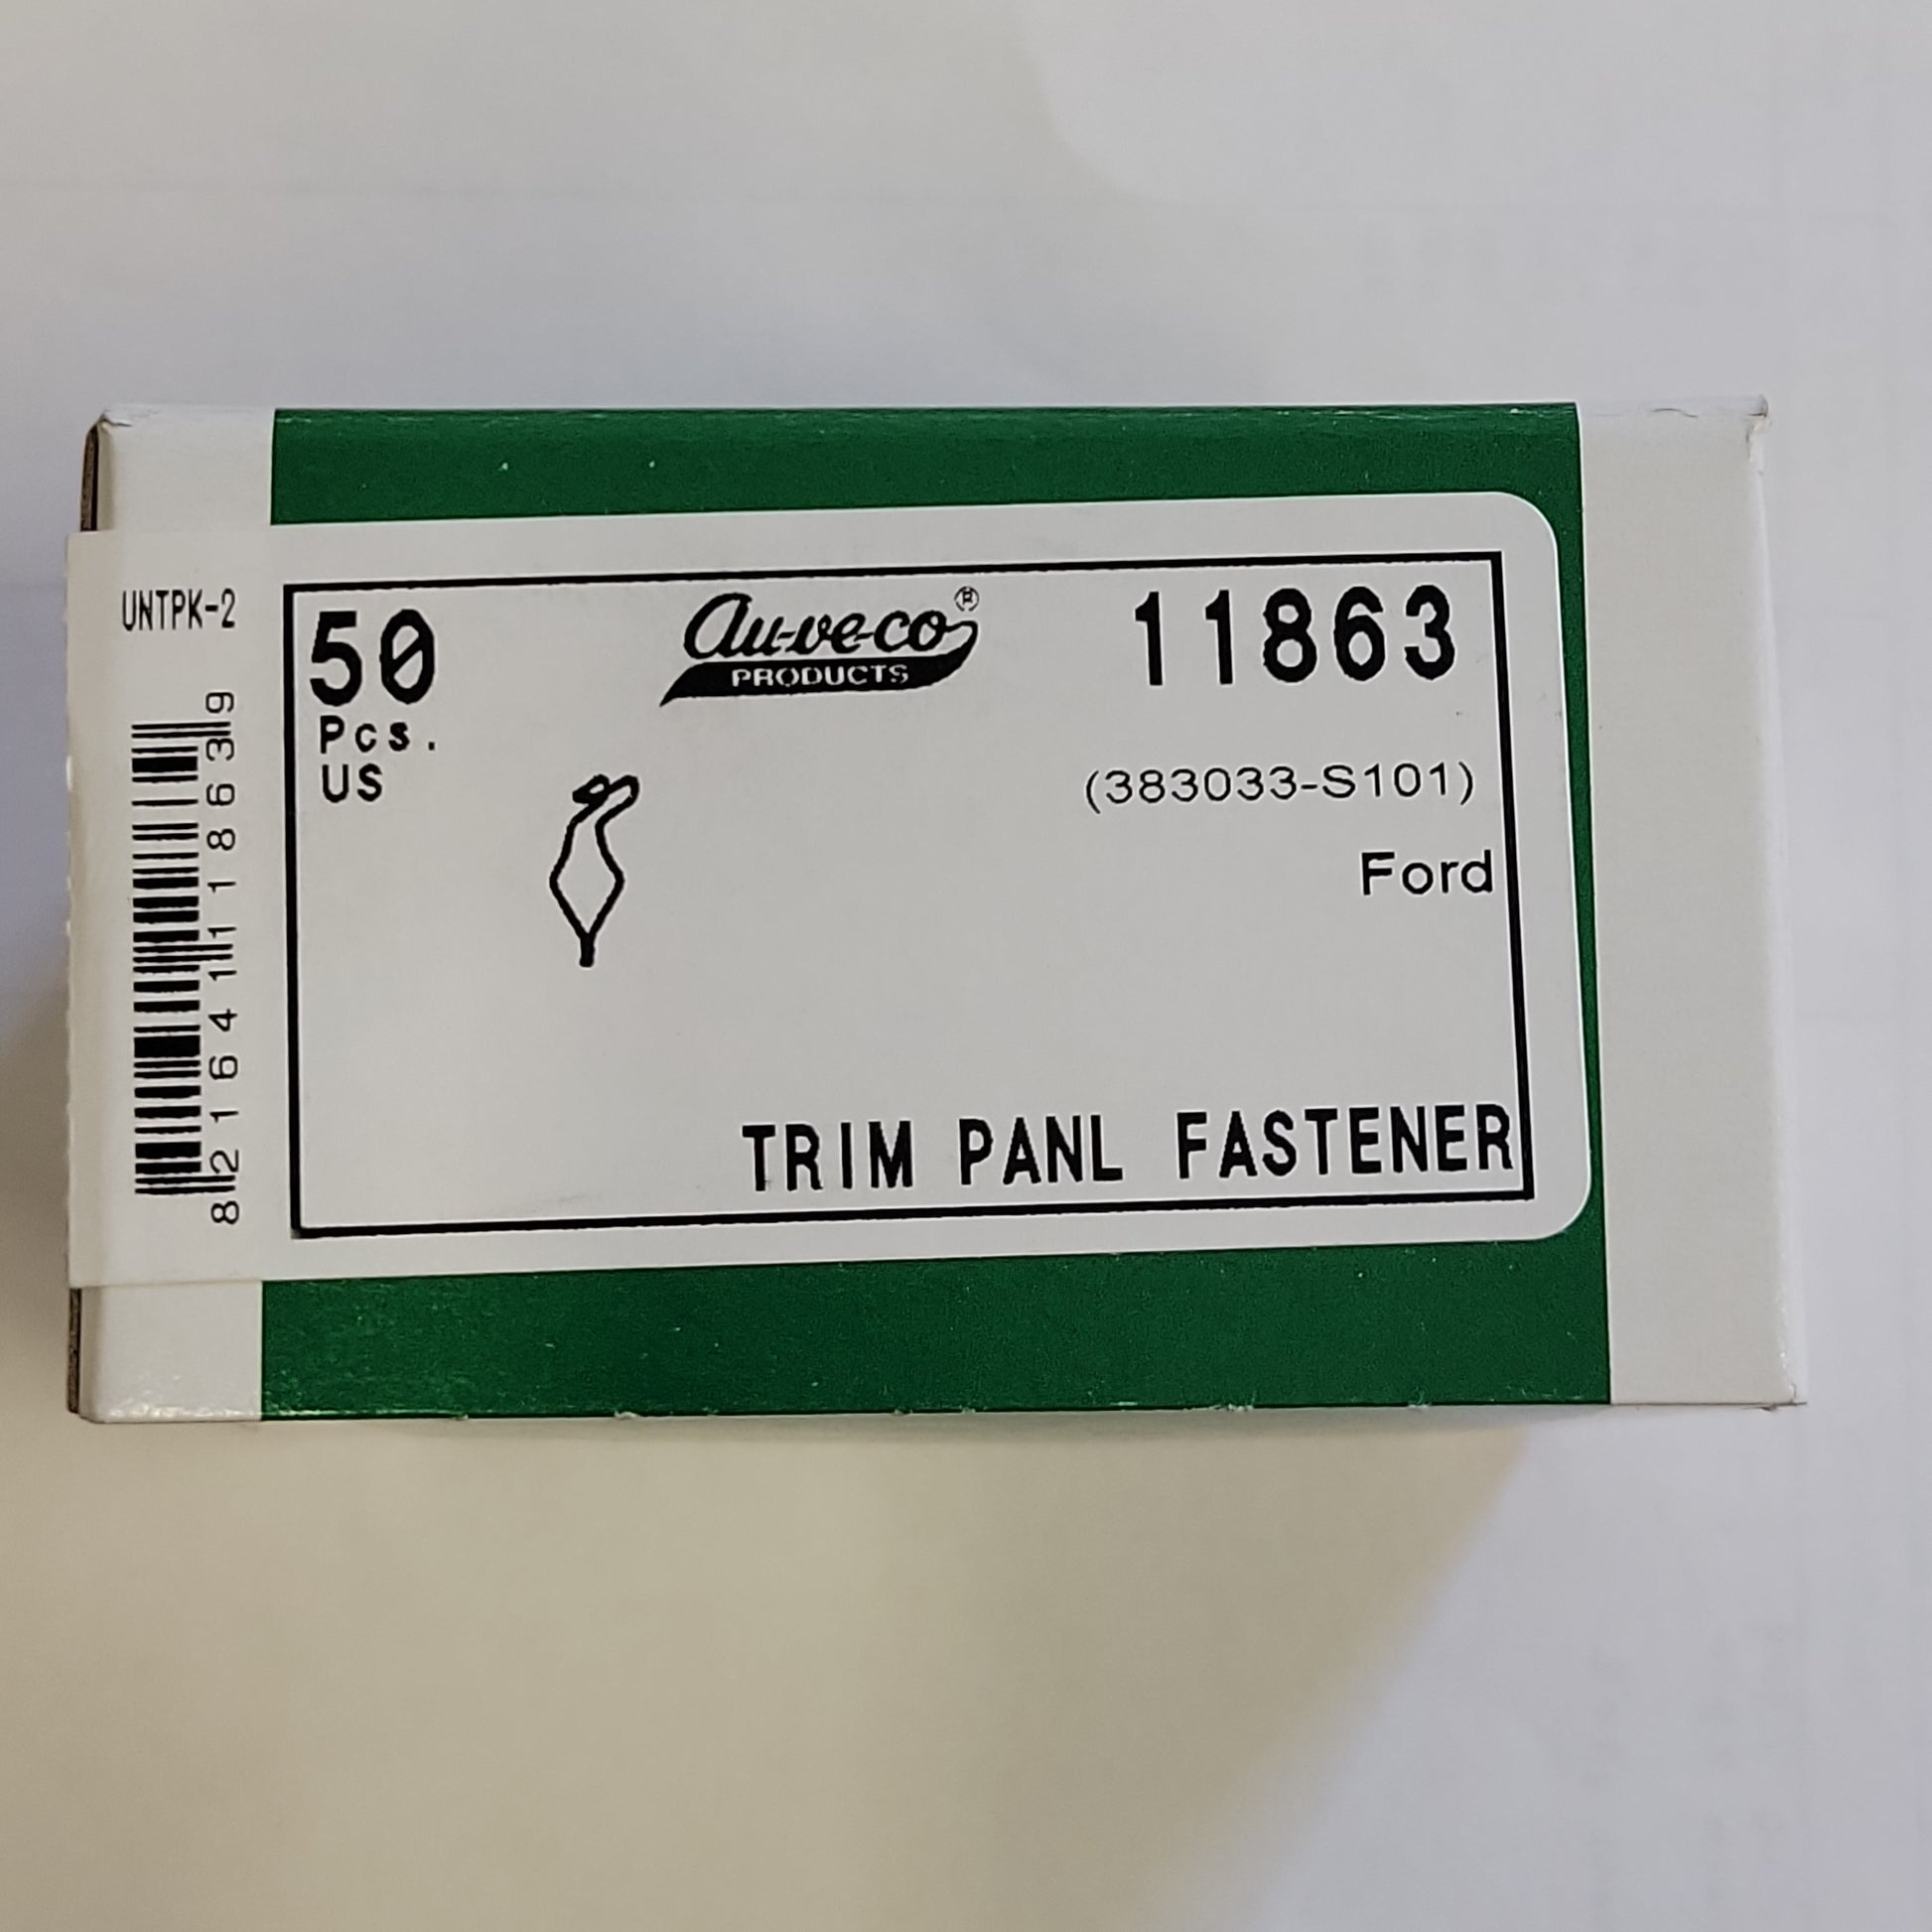 UNTPK-2
8 21641 11863 9
50
Pcs.
US
au-ve-co®
PRODUCTS
11863
(383033-S101)
Ford
TRIM PANL FASTENER